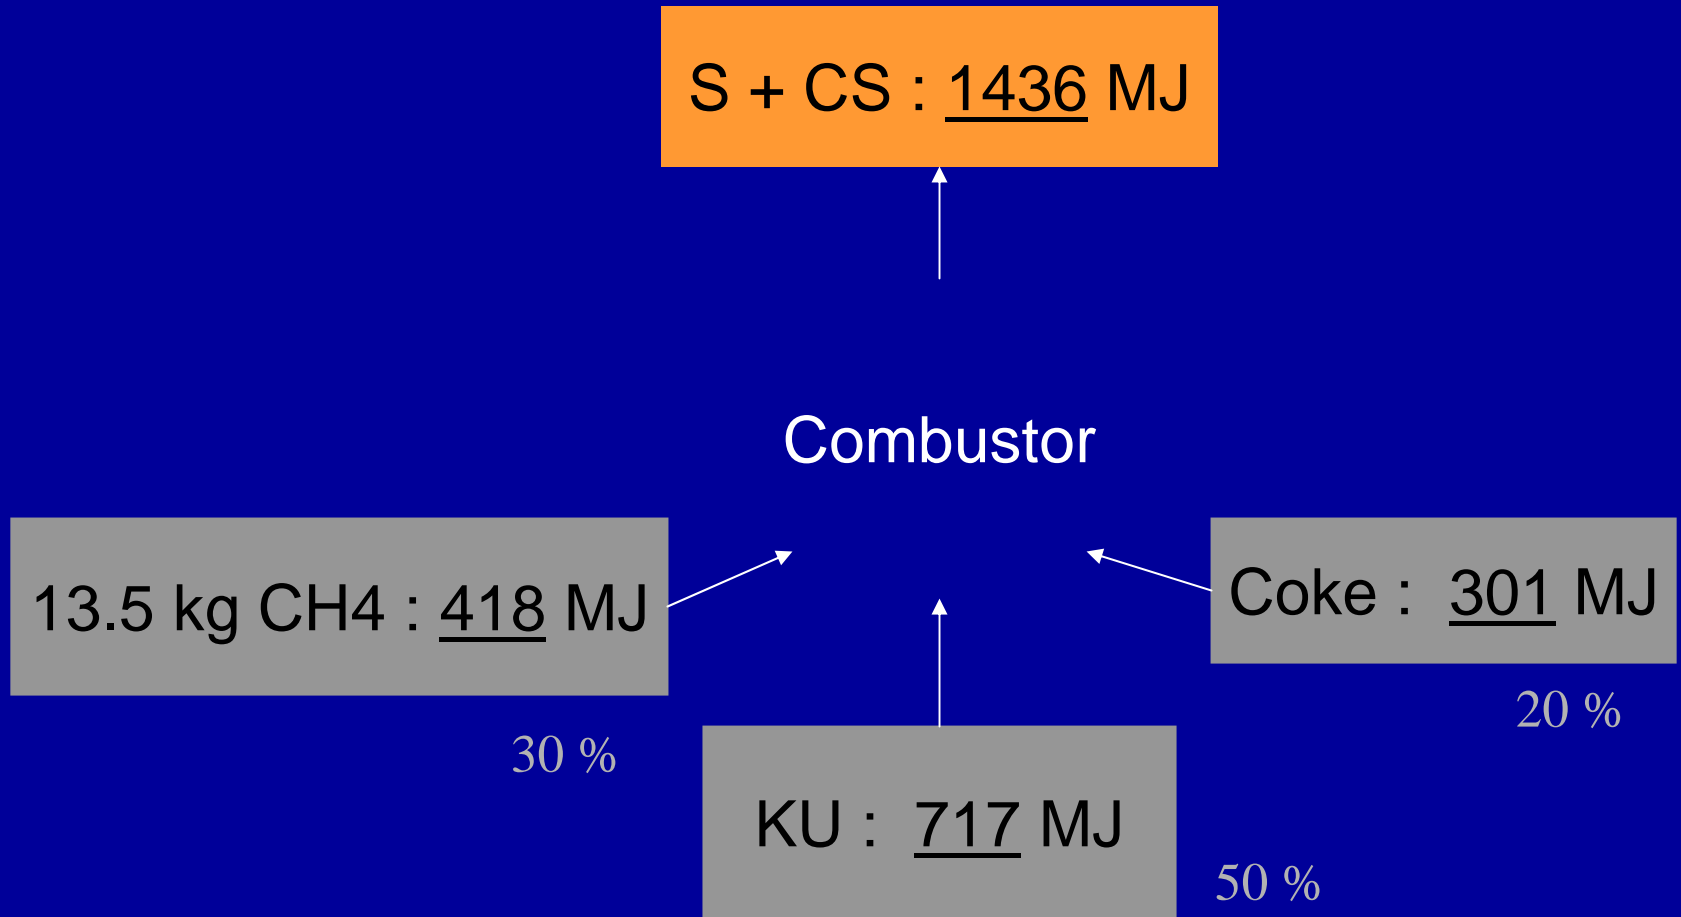 S + CS : 1436 MJ
Combustor
13.5 kg CH4 : 418 MJ
Coke : 301 MJ
20 %
30 %
KU : 717 MJ
50 %